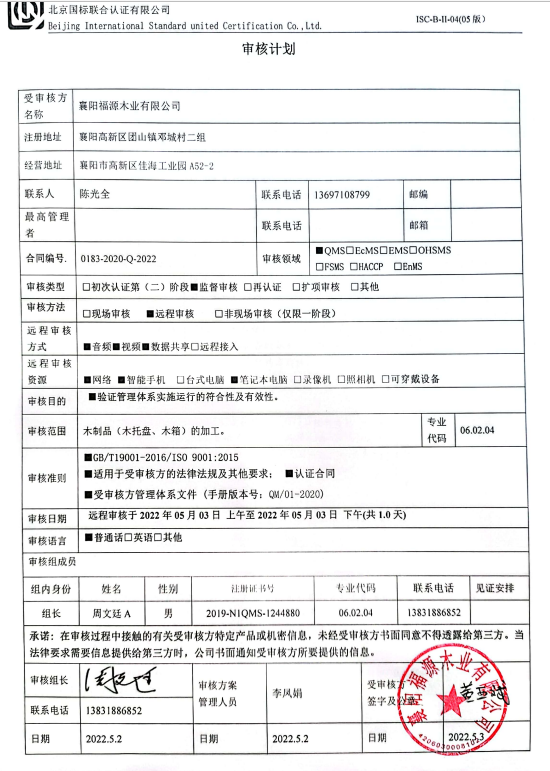 北京国标联合认证有限公司
Beijing International Standard united Certification Co.,Ltd.
ISC-B-II-04(05版)
审核计划
受审核方名称 襄阳福源木业有限公司
注册地址 襄阳高新区团山镇邓城村二组
经营地址 襄阳市高新区佳海工业园 A52-2
联系人 陈光全 联系电话 13697108799 邮编
最高管理者 联系电话 邮箱
合同编号. 0183-2020-Q-2022 审核领域 ■QMS□EcMS□EMS□OHSMS
□FSMS □HACCP □EnMS
审核类型 □初次认证第（二）阶段■监督审核 □再认证 □扩项审核 □其他
审核方法 □现场审核 ■远程审核 □非现场审核（仅限一阶段）
远程审核方式 ■音频■视频■数据共享□远程接入
远程审核资源 ■网络 ■智能手机 □台式电脑 ■笔记本电脑 □录像机 □照相机 □可穿戴设备
审核目的 ■验证管理体系实施运行的符合性及有效性。
审核范围 木制品（木托盘、木箱）的加工。 专业代码 06.02.04
审核准则 ■GB/T19001-2016/ISO 9001:2015
■适用于受审核方的法律法规及其他要求；■认证合同
■受审核方管理体系文件（手册版本号：QM/01-2020）
审核日期 远程审核于 2022 年 05 月 03 日 上午至 2022 年 05 月 03 日 下午(共 1.0 天)
审核语言 ■普通话□英语□其他
审核组成员
组内身份 姓名 性别 注册证书号 专业代码 联系电话 见证安排
组长 周文廷 A 男 2019-N1QMS-1244880 06.02.04 13831886852
承诺：在审核过程中接触的有关受审核方特定产品或机密信息，未经受审核方书面同意不得透露给第三方。当
法律要求需要信息提供给第三方时，公司书面通知受审核方所要提供的信息。
审核组长 周文廷 审核方案管理人员 李凤娟 受审核方签字及公章
联系电话 13831886852
日期 2022.5.2 日期 2022.5.2 日期 2022.5.3
襄阳福源木业有限公司